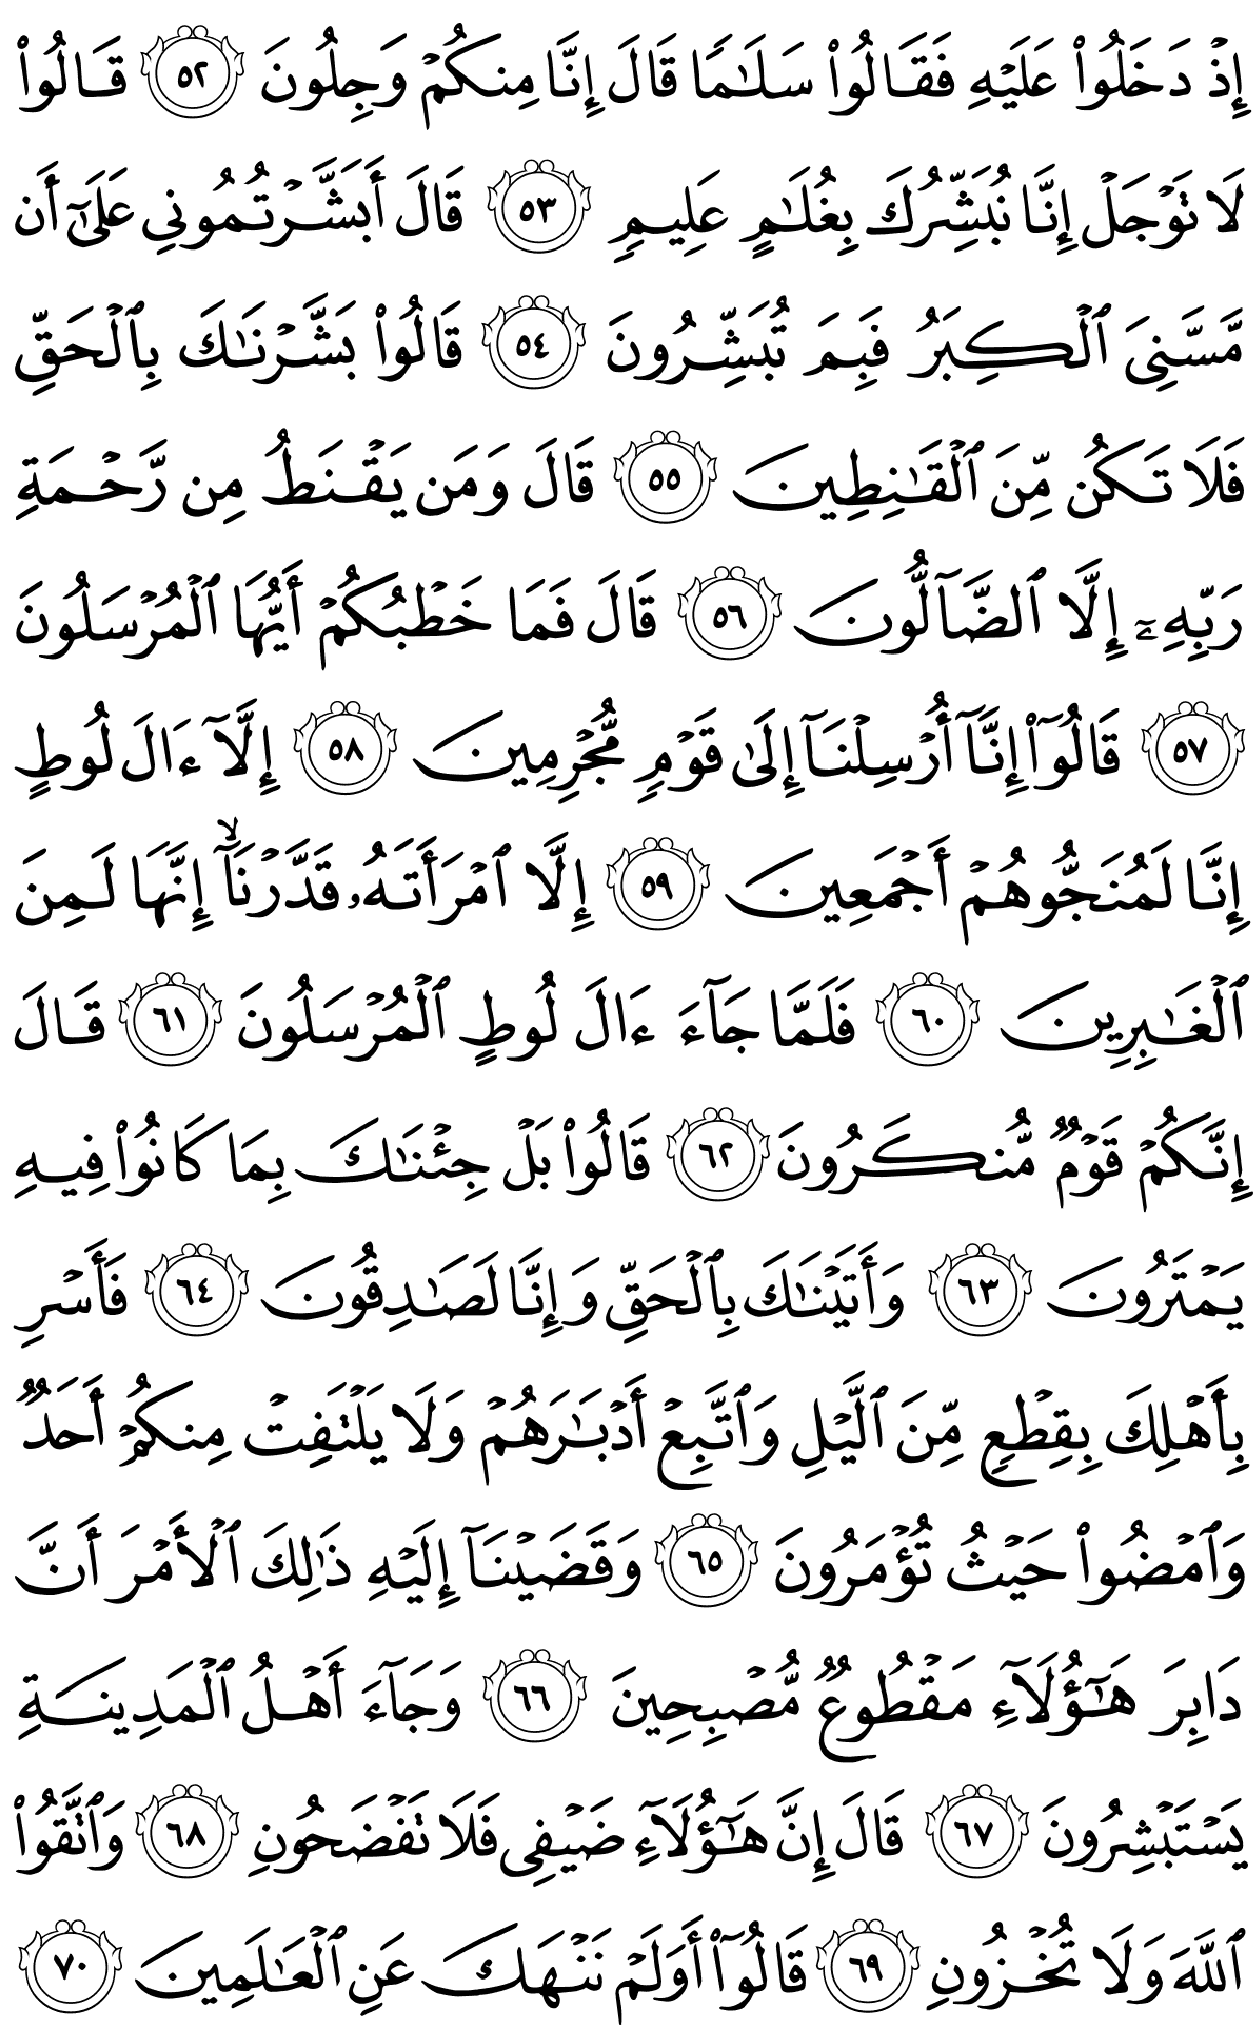 إِذۡ دَخَلُواْ عَلَيۡهِ فَقَالُواْ سَلَٰمٗا قَالَ إِنَّا مِنكُمۡ وَجِلُونَ ٥٢ قَالُواْ
لَا تَوۡجَلۡ إِنَّا نُبَشِّرُكَ بِغُلَٰمٍ عَلِيمٖ ٥٣ قَالَ أَبَشَّرۡتُمُونِي عَلَىٰٓ أَن
مَّسَّنِيَ ٱلۡكِبَرُ فَبِمَ تُبَشِّرُونَ ٥٤ قَالُواْ بَشَّرۡنَٰكَ بِٱلۡحَقِّ
فَلَا تَكُن مِّنَ ٱلۡقَٰنِطِينَ ٥٥ قَالَ وَمَن يَقۡنَطُ مِن رَّحۡمَةِ
رَبِّهِۦٓ إِلَّا ٱلضَّآلُّونَ ٥٦ قَالَ فَمَا خَطۡبُكُمۡ أَيُّهَا ٱلۡمُرۡسَلُونَ
٥٧ قَالُوٓاْ إِنَّآ أُرۡسِلۡنَآ إِلَىٰ قَوۡمٖ مُّجۡرِمِينَ ٥٨ إِلَّآ ءَالَ لُوطٍ
إِنَّا لَمُنَجُّوهُمۡ أَجۡمَعِينَ ٥٩ إِلَّا ٱمۡرَأَتَهُۥ قَدَّرۡنَآۙ إِنَّهَا لَمِنَ
ٱلۡغَٰبِرِينَ ٦٠ فَلَمَّا جَآءَ ءَالَ لُوطٍ ٱلۡمُرۡسَلُونَ ٦١ قَالَ
إِنَّكُمۡ قَوۡمٞ مُّنكَرُونَ ٦٢ قَالُواْ بَلۡ جِئۡنَٰكَ بِمَا كَانُواْ فِيهِ
يَمۡتَرُونَ ٦٣ وَأَتَيۡنَٰكَ بِٱلۡحَقِّ وَإِنَّا لَصَٰدِقُونَ ٦٤ فَأَسۡرِ
بِأَهۡلِكَ بِقِطۡعٖ مِّنَ ٱلَّيۡلِ وَٱتَّبِعۡ أَدۡبَٰرَهُمۡ وَلَا يَلۡتَفِتۡ مِنكُمۡ أَحَدٞ
وَٱمۡضُواْ حَيۡثُ تُؤۡمَرُونَ ٦٥ وَقَضَيۡنَآ إِلَيۡهِ ذَٰلِكَ ٱلۡأَمۡرَ أَنَّ
دَابِرَ هَٰٓؤُلَآءِ مَقۡطُوعٞ مُّصۡبِحِينَ ٦٦ وَجَآءَ أَهۡلُ ٱلۡمَدِينَةِ
يَسۡتَبۡشِرُونَ ٦٧ قَالَ إِنَّ هَٰٓؤُلَآءِ ضَيۡفِي فَلَا تَفۡضَحُونِ ٦٨ وَٱتَّقُواْ
ٱللَّهَ وَلَا تُخۡزُونِ ٦٩ قَالُوٓاْ أَوَلَمۡ نَنۡهَكَ عَنِ ٱلۡعَٰلَمِينَ ٧٠